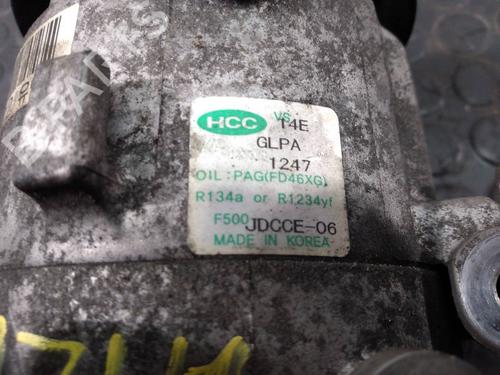 HCC VS 14E
GLPA
1247
OIL:PAG(FD46XG)
R134a or R1234yf
F500 JDCCE-06
MADE IN KOREA